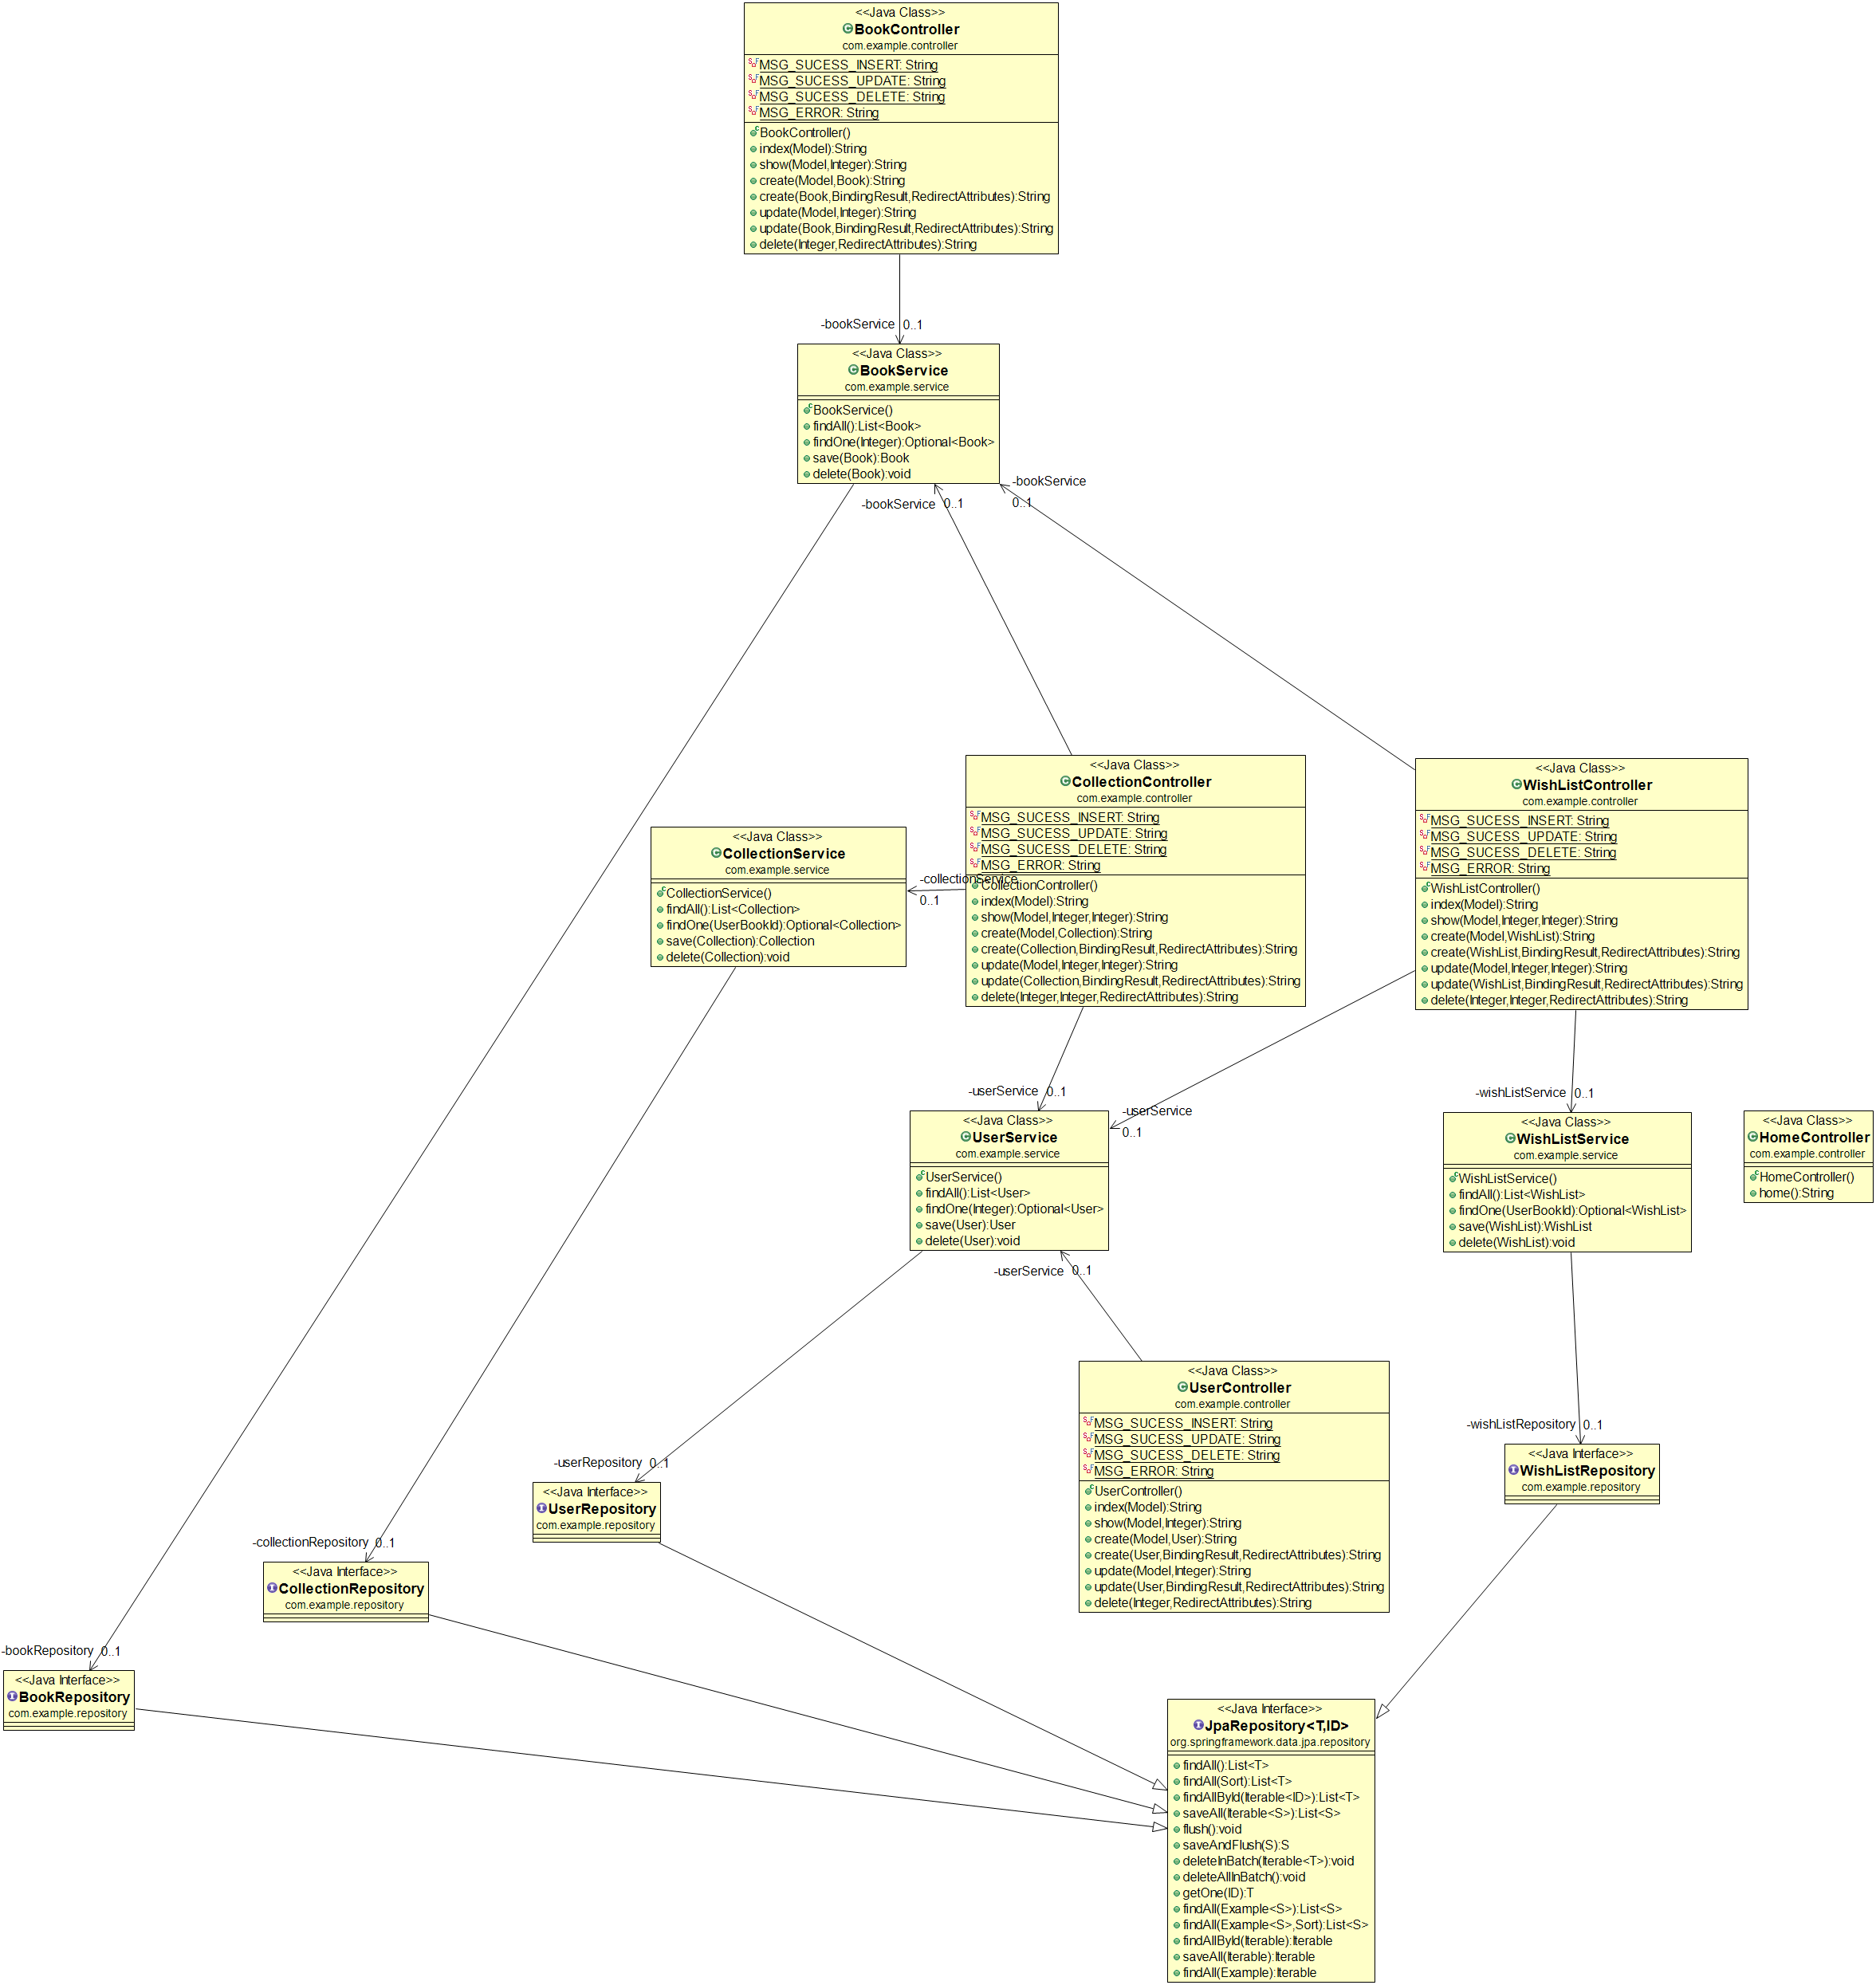 <<Java Class>>
BookController
com.example.controller
MSG_SUCESS_INSERT: String
MSG_SUCESS_UPDATE: String
MSG_SUCESS_DELETE: String
MSG_ERROR: String
BookController()
index(Model):String
show(Model,Integer):String
create(Model,Book):String
create(Book,BindingResult,RedirectAttributes):String
update(Model,Integer):String
update(Book,BindingResult,RedirectAttributes):String
delete(Integer,RedirectAttributes):String
-bookService 0..1
<<Java Class>>
BookService
com.example.service
BookService()
findAll():List<Book>
findOne(Integer):Optional<Book>
save(Book):Book
delete(Book):void
-bookService 0..1
-bookService
0..1
<<Java Class>>
CollectionController
com.example.controller
MSG_SUCESS_INSERT: String
MSG_SUCESS_UPDATE: String
MSG_SUCESS_DELETE: String
MSG_ERROR: String
CollectionController()
index(Model):String
show(Model,Integer,Integer):String
create(Model,Collection):String
create(Collection,BindingResult,RedirectAttributes):String
update(Model,Integer,Integer):String
update(Collection,BindingResult,RedirectAttributes):String
delete(Integer,Integer,RedirectAttributes):String
<<Java Class>>
WishListController
com.example.controller
MSG_SUCESS_INSERT: String
MSG_SUCESS_UPDATE: String
MSG_SUCESS_DELETE: String
MSG_ERROR: String
WishListController()
index(Model):String
show(Model,Integer,Integer):String
create(Model,WishList):String
create(WishList,BindingResult,RedirectAttributes):String
update(Model,Integer,Integer):String
update(WishList,BindingResult,RedirectAttributes):String
delete(Integer,Integer,RedirectAttributes):String
<<Java Class>>
CollectionService
com.example.service
CollectionService()
findAll():List<Collection>
findOne(UserBookId):Optional<Collection>
save(Collection):Collection
delete(Collection):void
-collectionService
0..1
-userService 0..1
-userService
0..1
-wishListService 0..1
<<Java Class>>
UserService
com.example.service
UserService()
findAll():List<User>
findOne(Integer):Optional<User>
save(User):User
delete(User):void
<<Java Class>>
WishListService
com.example.service
WishListService()
findAll():List<WishList>
findOne(UserBookId):Optional<WishList>
save(WishList):WishList
delete(WishList):void
<<Java Class>>
HomeController
com.example.controller
HomeController()
home():String
-userService 0..1
<<Java Class>>
UserController
com.example.controller
MSG_SUCESS_INSERT: String
MSG_SUCESS_UPDATE: String
MSG_SUCESS_DELETE: String
MSG_ERROR: String
UserController()
index(Model):String
show(Model,Integer):String
create(Model,User):String
create(User,BindingResult,RedirectAttributes):String
update(Model,Integer):String
update(User,BindingResult,RedirectAttributes):String
delete(Integer,RedirectAttributes):String
-wishListRepository 0..1
<<Java Interface>>
WishListRepository
com.example.repository
-userRepository 0..1
<<Java Interface>>
UserRepository
com.example.repository
-collectionRepository 0..1
<<Java Interface>>
CollectionRepository
com.example.repository
-bookRepository 0..1
<<Java Interface>>
BookRepository
com.example.repository
<<Java Interface>>
JpaRepository<T,ID>
org.springframework.data.jpa.repository
findAll():List<T>
findAll(Sort):List<T>
findAllById(Iterable<ID>):List<T>
saveAll(Iterable<S>):List<S>
flush():void
saveAndFlush(S):S
deleteInBatch(Iterable<T>):void
deleteAllInBatch():void
getOne(ID):T
findAll(Example<S>):List<S>
findAll(Example<S>,Sort):List<S>
findAllById(Iterable):Iterable
saveAll(Iterable):Iterable
findAll(Example):Iterable